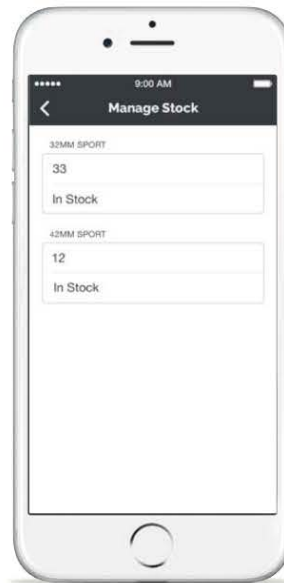 9:00 AM
Manage Stock
32MM SPORT
33
In Stock
42MM SPORT
12
In Stock